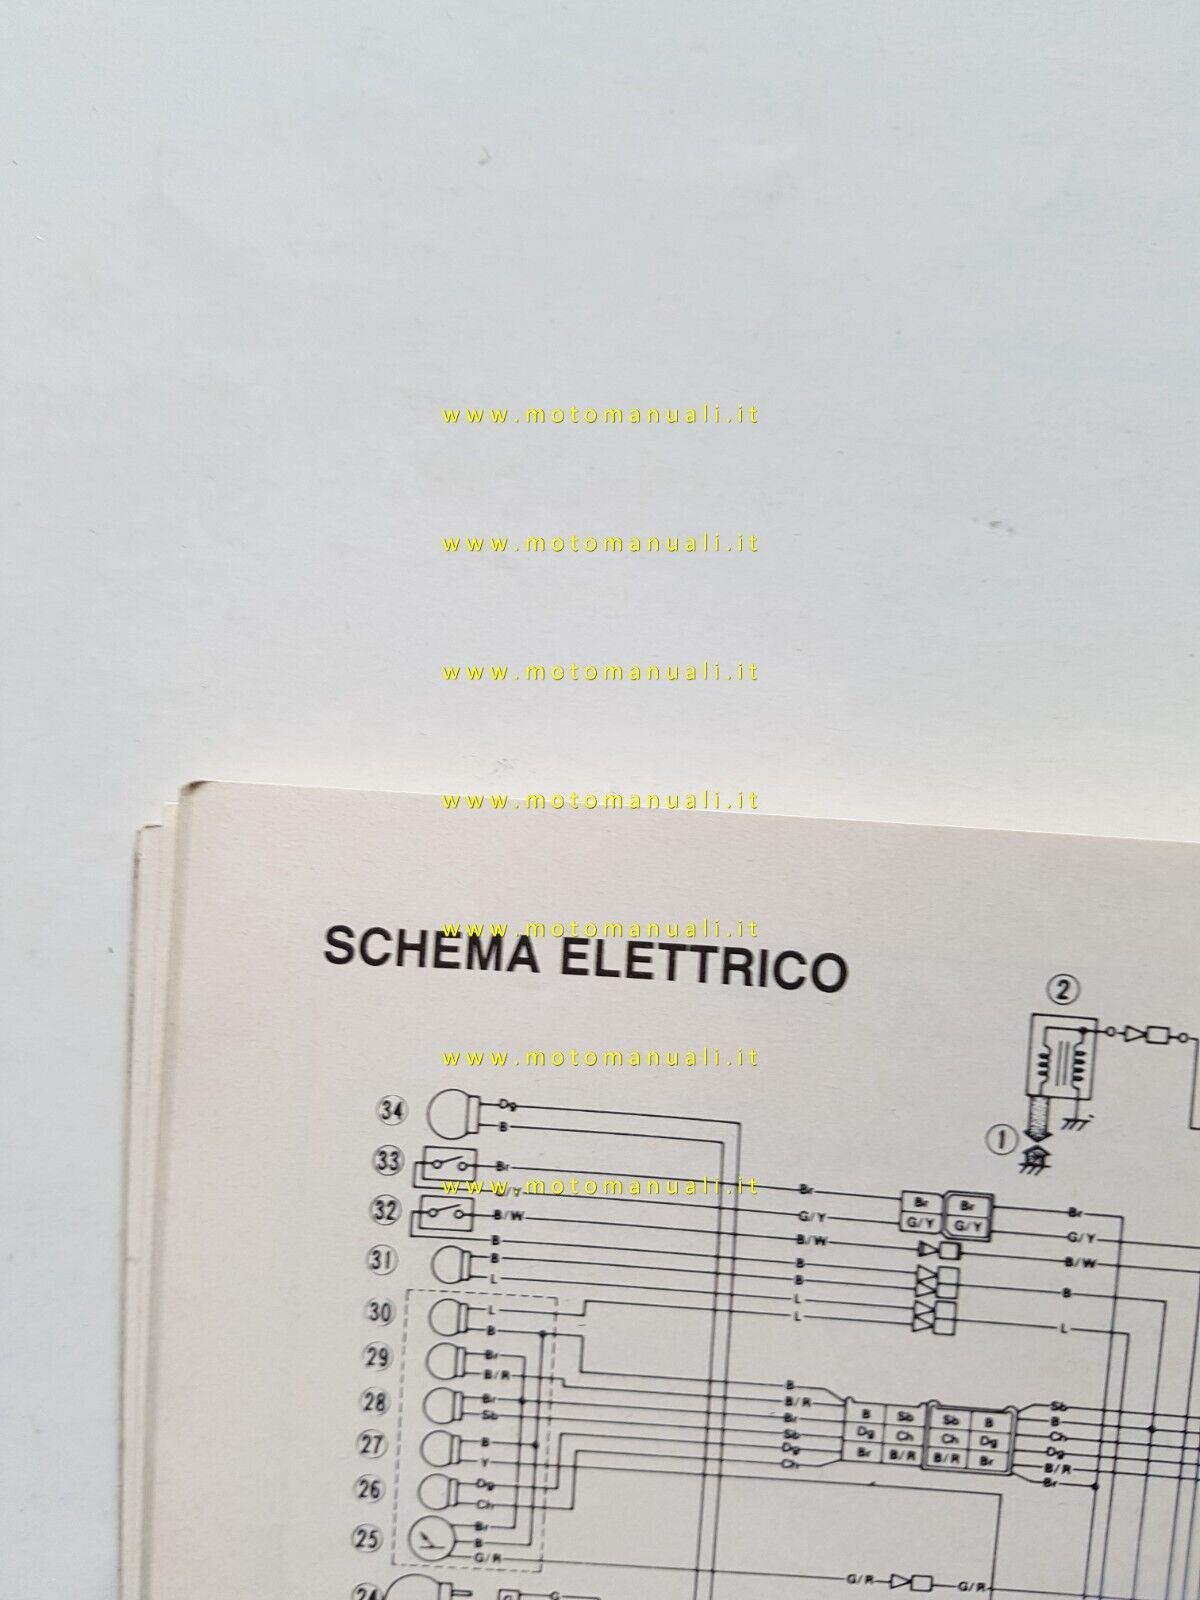 www.motomanuali.it
www.motomanuali.it
www.motomanuali.it
www.motomanuali.it
www.motomanuali.it
SCHEMA ELETTRICO
www.motomanuali.it
www.motomanuali.it
2
1
34 Dg
B
33 Br Br Br Br Br
G/Y G/Y G/Y G/Y
32 B/W B/W B/W
B B
31 B B B
L L L
30 L L
B
29 Br
B/R
28 Br
Sb
27 B
Y
26 Dg
Ch
25 Br
B
G/R G/R G/R
B
B/R
Br
Sb
Dg
Ch
B Sb Sb B
Dg Ch Ch Dg
Br B/R B/R Br
Sb
B
Ch
Dg
B/R
Br
24 G